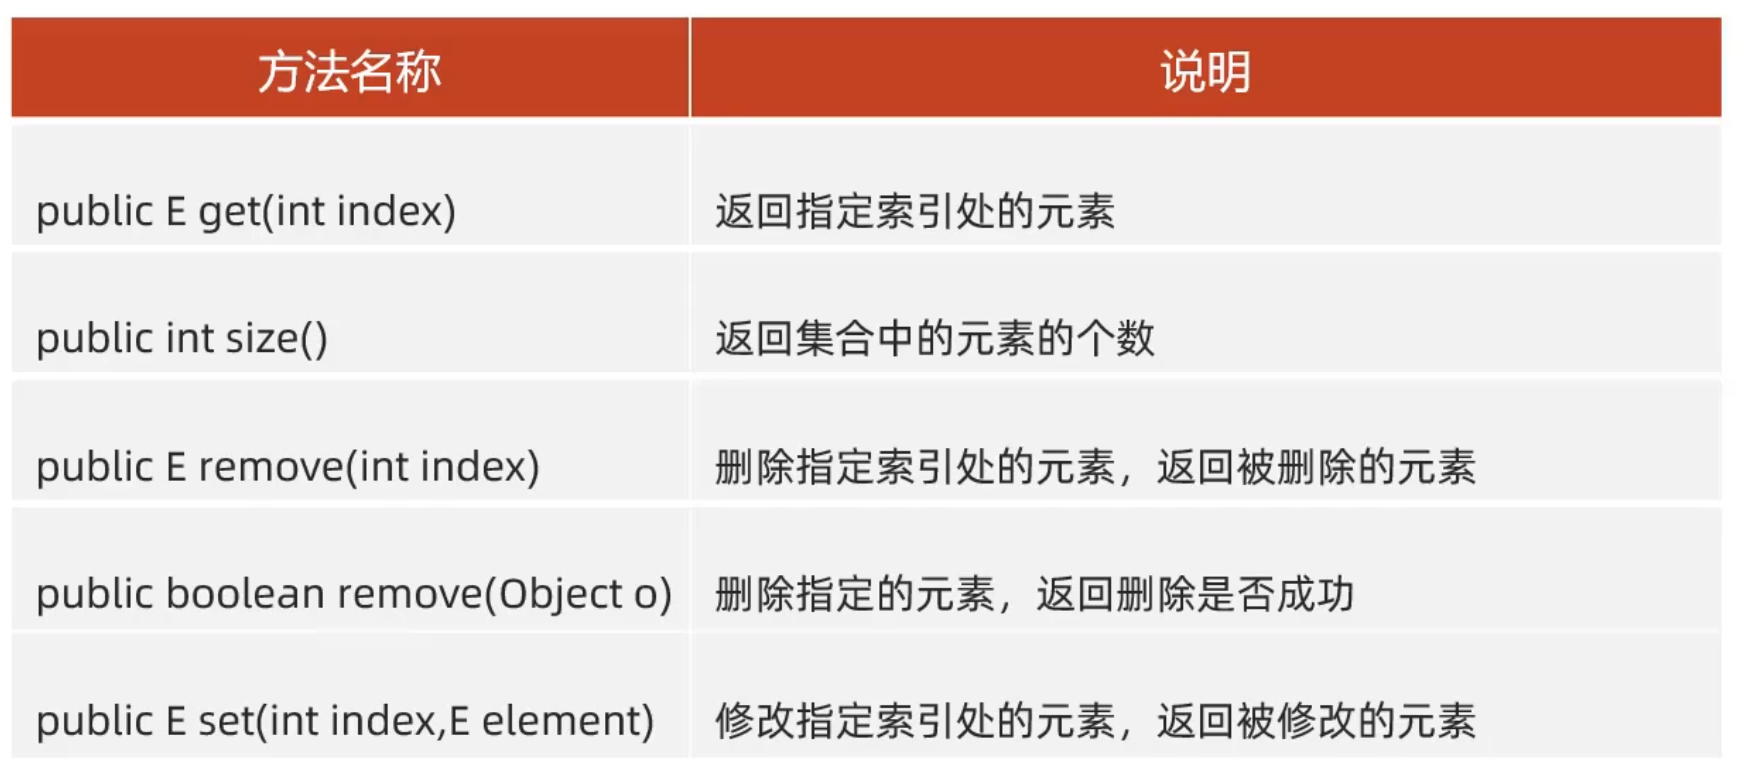 方法名称 说明
public E get(int index) 返回指定索引处的元素
public int size() 返回集合中的元素的个数
public E remove(int index) 删除指定索引处的元素，返回被删除的元素
public boolean remove(Object o) 删除指定的元素，返回删除是否成功
public E set(int index,E element) 修改指定索引处的元素，返回被修改的元素